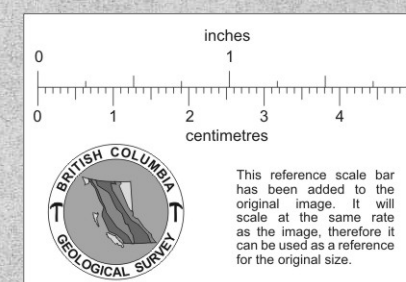 inches
0 1
0 1 2 3 4
centimetres
BRITISH COLUMBIA
GEOLOGICAL SURVEY
This reference scale bar
has been added to the
original image. It will
scale at the same rate
as the image, therefore it
can be used as a reference
for the original size.